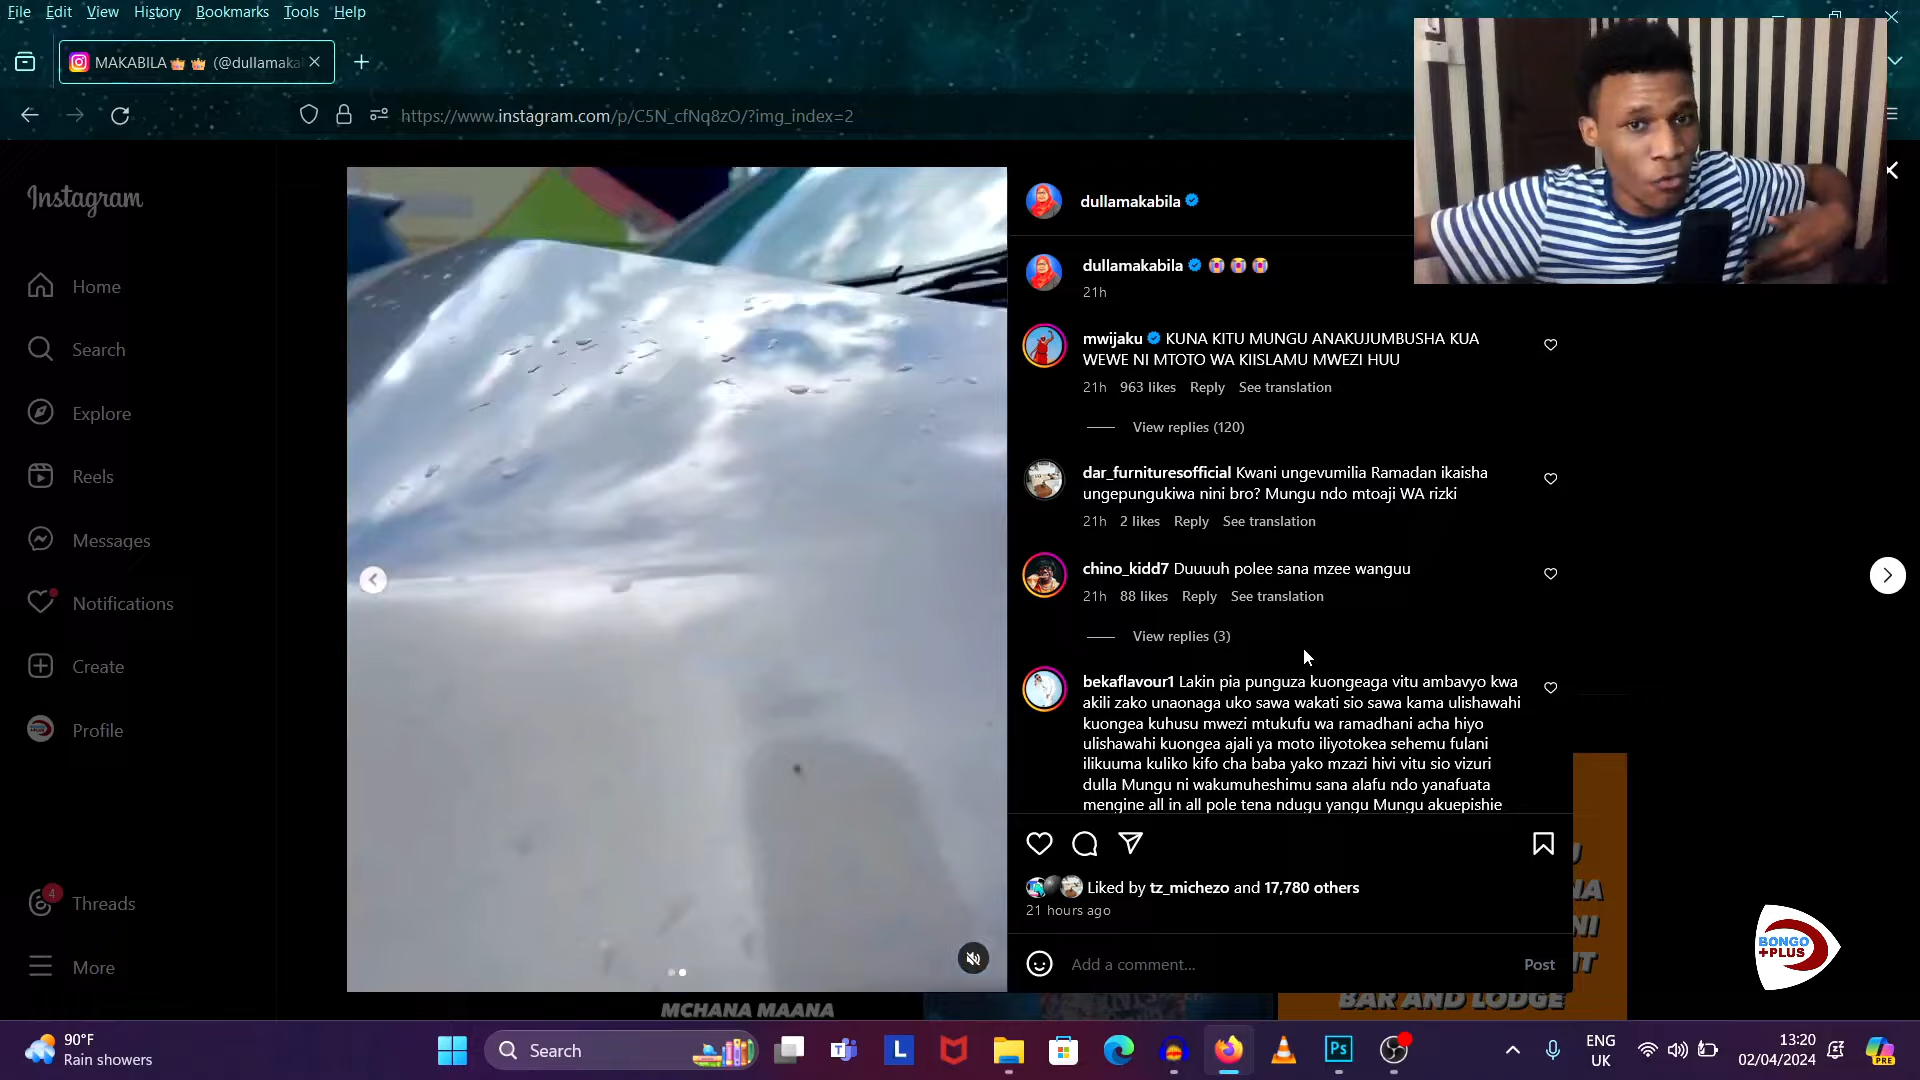 File Edit View History Bookmarks Tools Help
MAKABILA👑👑 (@dullamaka
https://www.instagram.com/p/C5N_cfNq8zO/?img_index=2
Instagram
Home
Search
Explore
Reels
Messages
Notifications
Create
Profile
4
Threads
More
dullamakabila
dullamakabila 😭😭😭
21h
mwijaku KUNA KITU MUNGU ANAKUJUMBUSHA KUA
WEWE NI MTOTO WA KIISLAMU MWEZI HUU
21h 963 likes Reply See translation
View replies (120)
dar_furnituresofficial Kwani ungevumilia Ramadan ikaisha
ungepungukiwa nini bro? Mungu ndo mtoaji WA rizki
21h 2 likes Reply See translation
chino_kidd7 Duuuuh polee sana mzee wanguu
21h 88 likes Reply See translation
View replies (3)
bekaflavour1 Lakin pia punguza kuongeaga vitu ambavyo kwa
akili zako unaonaga uko sawa wakati sio sawa kama ulishawahi
kuongea kuhusu mwezi mtukufu wa ramadhani acha hiyo
ulishawahi kuongea ajali ya moto iliyotokea sehemu fulani
ilikuuma kuliko kifo cha baba yako mzazi hivi vitu sio vizuri
dulla Mungu ni wakumuheshimu sana alafu ndo yanafuata
mengine all in all pole tena ndugu yangu Mungu akuepishie
Liked by tz_michezo and 17,780 others
21 hours ago
Add a comment... Post
MCHANA MAANA
BAR AND LODGE
BONGO
+PLUS
90°F
Rain showers
Search
L
Ps
ENG
UK
13:20
02/04/2024
PRE